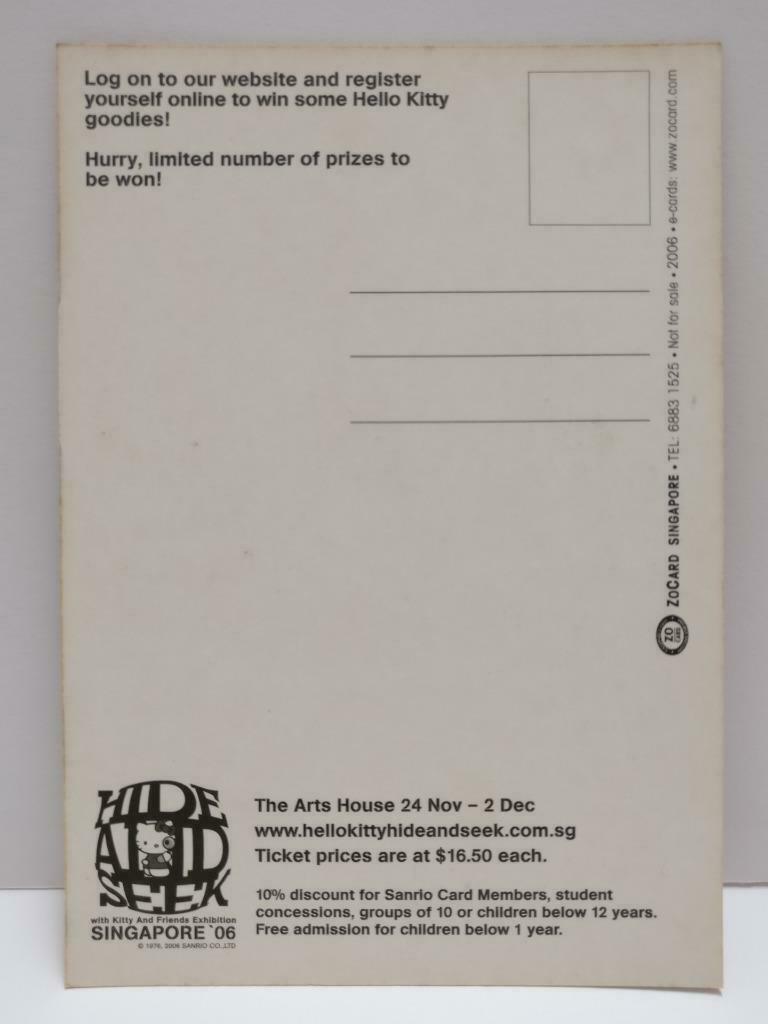 Log on to our website and register
yourself online to win some Hello Kitty
goodies!
Hurry, limited number of prizes to
be won!
ZOCARD SINGAPORE • TEL: 6883 1525 • Not for sale • 2006 • e-cards: www.zocard.com
ZO
CARD
HIDE
AND
SEEK
with Kitty And Friends Exhibition
SINGAPORE `06
© 1976, 2006 SANRIO CO.,LTD
The Arts House 24 Nov – 2 Dec
www.hellokittyhideandseek.com.sg
Ticket prices are at $16.50 each.
10% discount for Sanrio Card Members, student
concessions, groups of 10 or children below 12 years.
Free admission for children below 1 year.